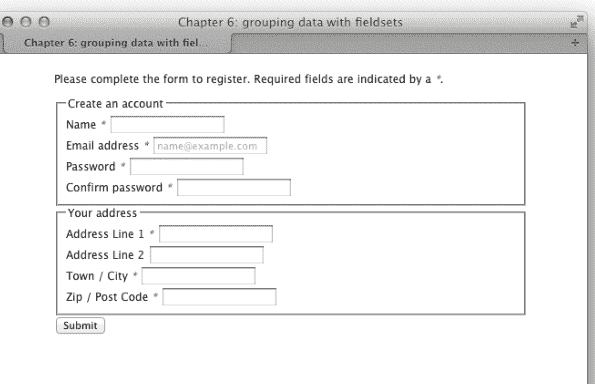 Chapter 6: grouping data with fieldsets
Chapter 6: grouping data with fiel...
Please complete the form to register. Required fields are indicated by a *.
Create an account
Name *
Email address * name@example.com
Password *
Confirm password *
Your address
Address Line 1 *
Address Line 2
Town / City *
Zip / Post Code *
Submit